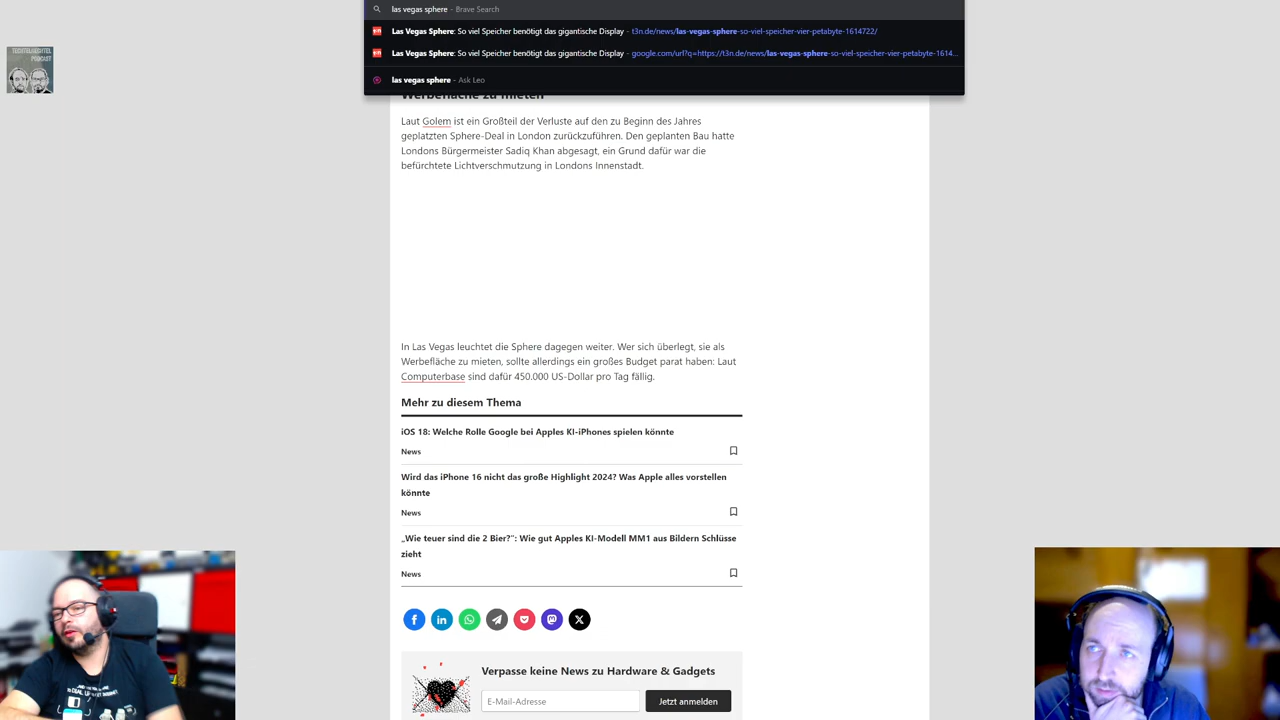 las vegas sphere - Brave Search
Las Vegas Sphere: So viel Speicher benötigt das gigantische Display - t3n.de/news/las-vegas-sphere-so-viel-speicher-vier-petabyte-1614722/
Las Vegas Sphere: So viel Speicher benötigt das gigantische Display - google.com/url?q=https://t3n.de/news/las-vegas-sphere-so-viel-speicher-vier-petabyte-1614...
las vegas sphere - Ask Leo
TECHTELMECHTEL
PODCAST
Werbefläche zu mieten
Laut Golem ist ein Großteil der Verluste auf den zu Beginn des Jahres
geplatzten Sphere-Deal in London zurückzuführen. Den geplanten Bau hatte
Londons Bürgermeister Sadiq Khan abgesagt, ein Grund dafür war die
befürchtete Lichtverschmutzung in Londons Innenstadt.
In Las Vegas leuchtet die Sphere dagegen weiter. Wer sich überlegt, sie als
Werbefläche zu mieten, sollte allerdings ein großes Budget parat haben: Laut
Computerbase sind dafür 450.000 US-Dollar pro Tag fällig.
Mehr zu diesem Thema
iOS 18: Welche Rolle Google bei Apples KI-iPhones spielen könnte
News
Wird das iPhone 16 nicht das große Highlight 2024? Was Apple alles vorstellen
könnte
News
„Wie teuer sind die 2 Bier?“: Wie gut Apples KI-Modell MM1 aus Bildern Schlüsse
zieht
News
Verpasse keine News zu Hardware & Gadgets
E-Mail-Adresse
Jetzt anmelden